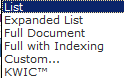 List
Expanded List
Full Document
Full with Indexing
Custom...
KWIC™